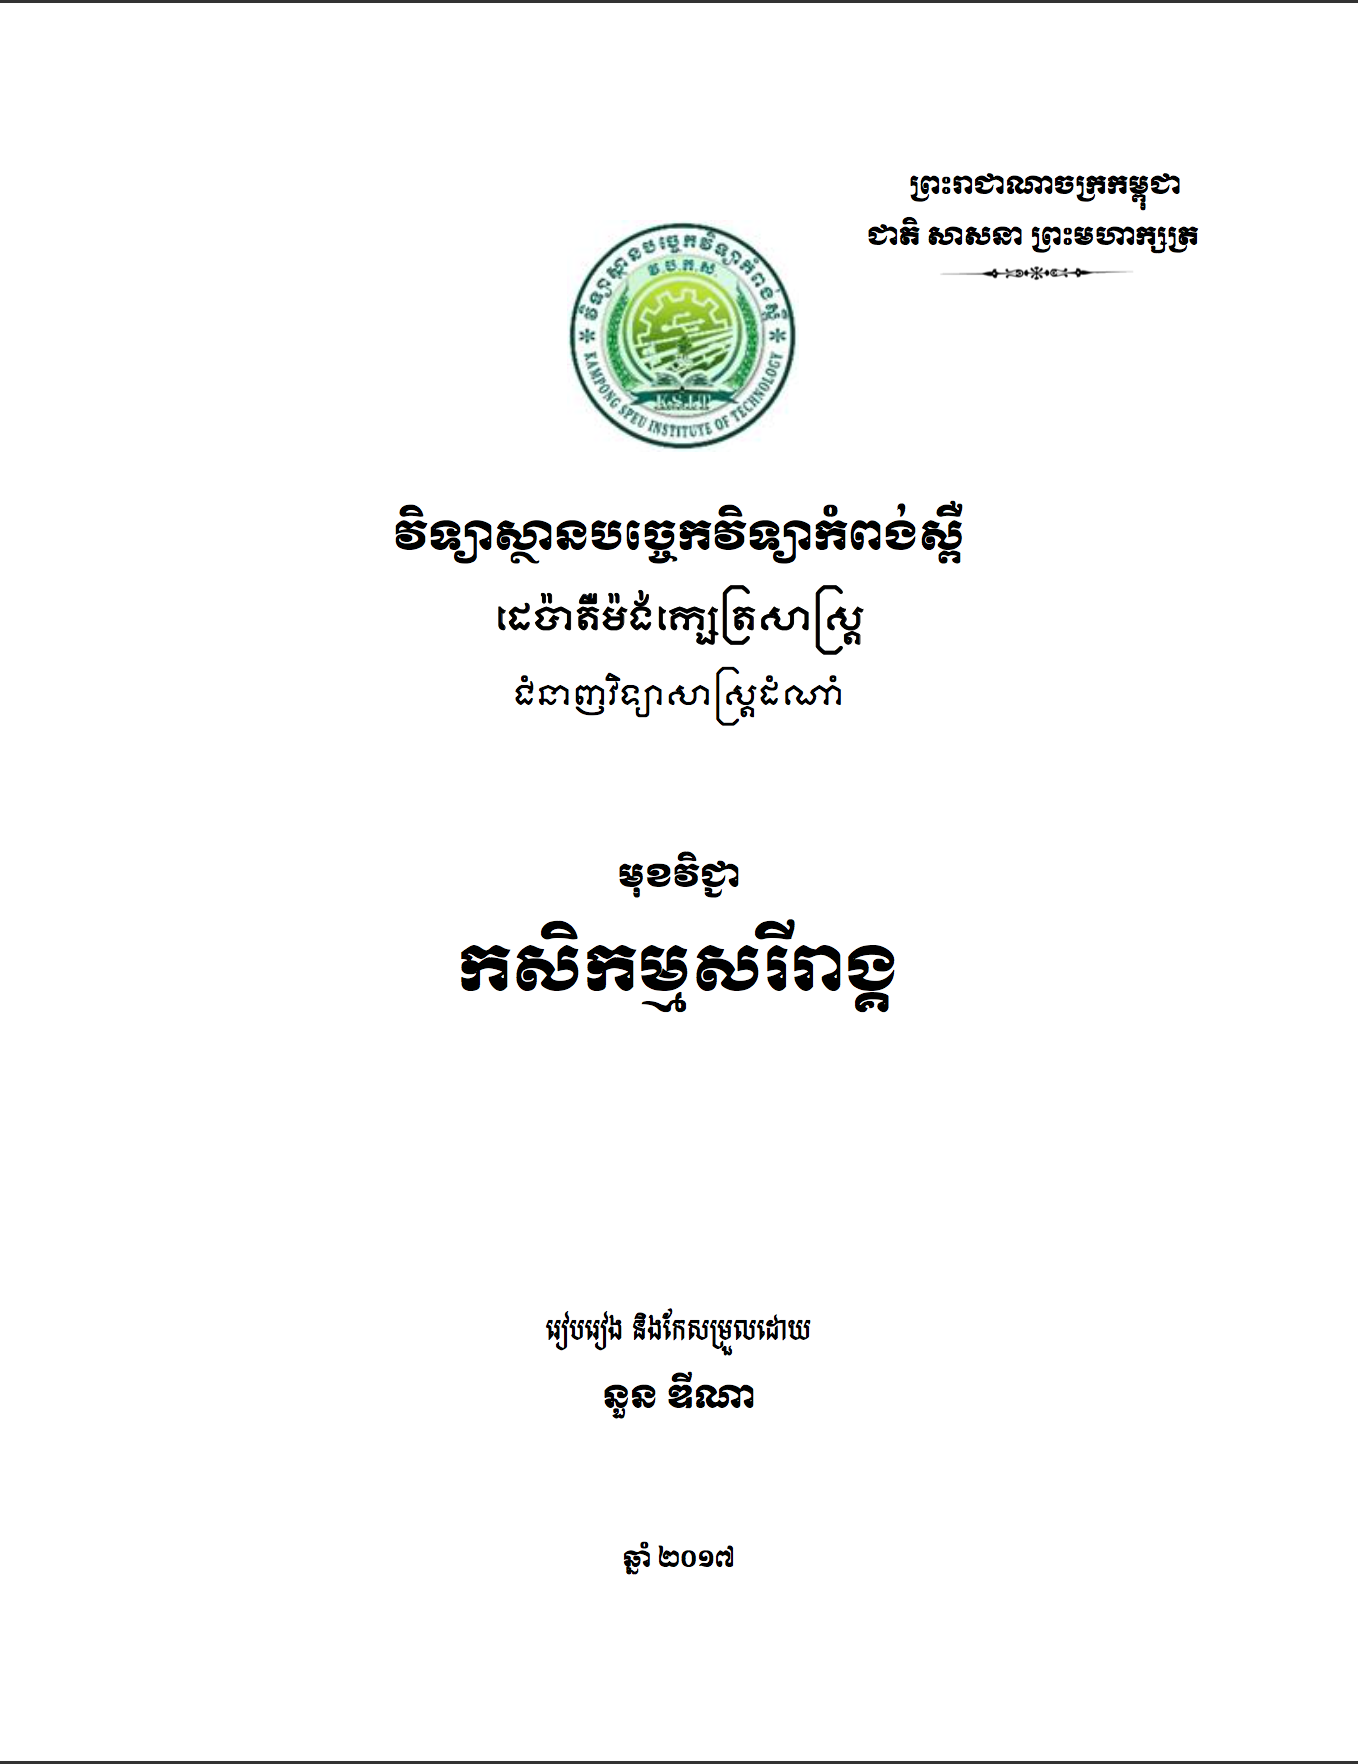 ព្រះរាជាណាចក្រកម្ពុជា
ជាតិ សាសនា ព្រះមហាក្សត្រ
វិទ្យាស្ថានបច្ចេកវិទ្យាកំពង់ស្ពឺ
វ.ប.ក.ស.
K.S.I.T
KAMPONG SPEU INSTITUTE OF TECHNOLOGY
វិទ្យាស្ថានបច្ចេកវិទ្យាកំពង់ស្ពឺ
ដេប៉ាតឺម៉ង់ក្សេត្រសាស្ត្រ
ជំនាញវិទ្យាសាស្ត្រដំណាំ
មុខវិជ្ជា
កសិកម្មសរីរាង្គ
រៀបរៀង និងកែសម្រួលដោយ
នួន ឌីណា
ឆ្នាំ ២០១៧